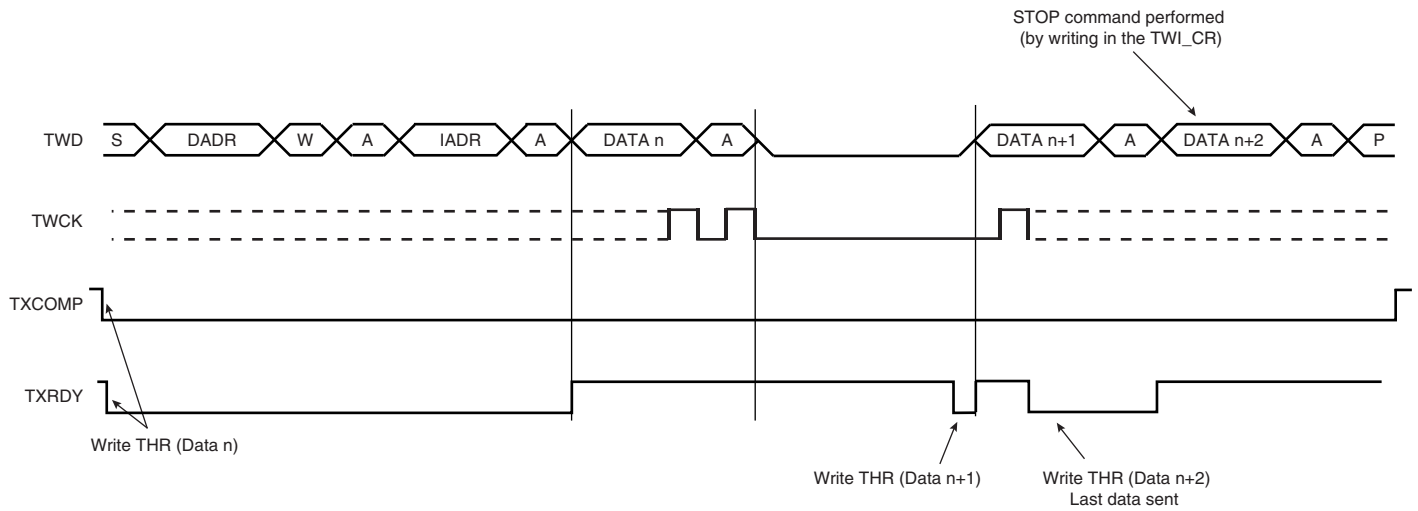 STOP command performed
(by writing in the TWI_CR)
TWD S DADR W A IADR A DATA n A DATA n+1 A DATA n+2 A P
TWCK
TXCOMP
TXRDY
Write THR (Data n)
Write THR (Data n+1) Write THR (Data n+2)
Last data sent